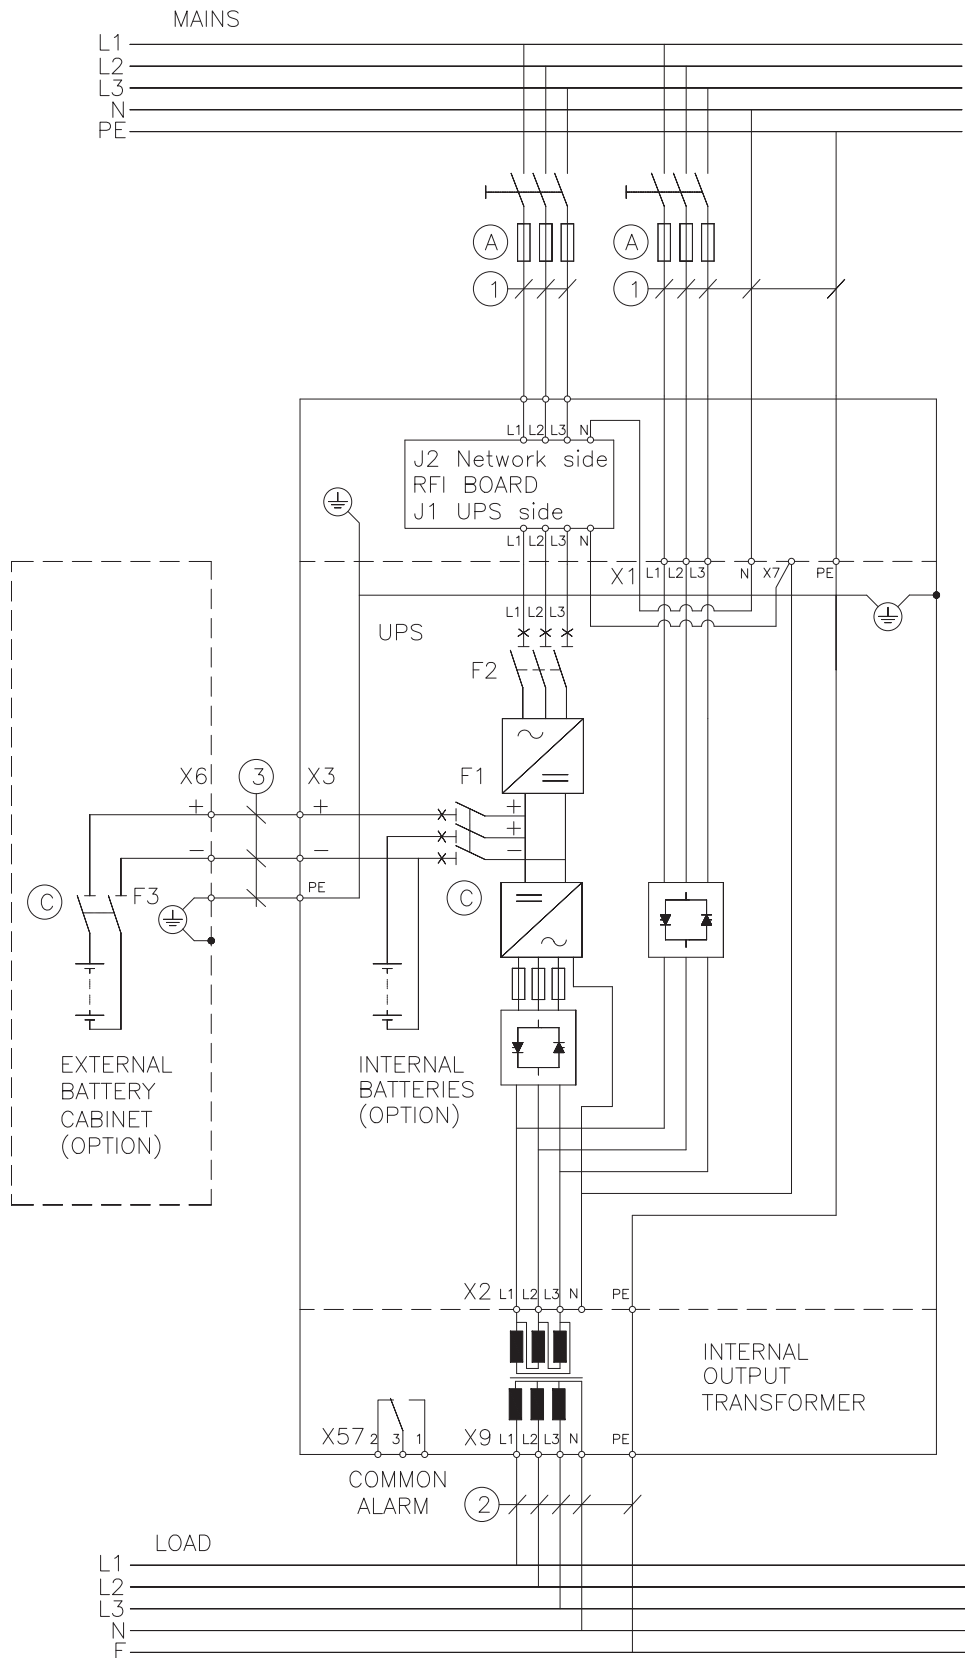 MAINS
L1
L2
L3
N
PE
A
A
1
1
L1 L2 L3 N
J2 Network side
RFI BOARD
J1 UPS side
L1 L2 L3 N
X1 L1 L2 L3 N X7 PE
L1 L2 L3
UPS
F2
X6 3 X3 F1
+ + +
+
− − −
PE
C F3 C
EXTERNAL
BATTERY
CABINET
(OPTION)
INTERNAL
BATTERIES
(OPTION)
X2 L1 L2 L3 N PE
INTERNAL
OUTPUT
TRANSFORMER
X57 2 3 1 X9 L1 L2 L3 N PE
COMMON
ALARM
2
LOAD
L1
L2
L3
N